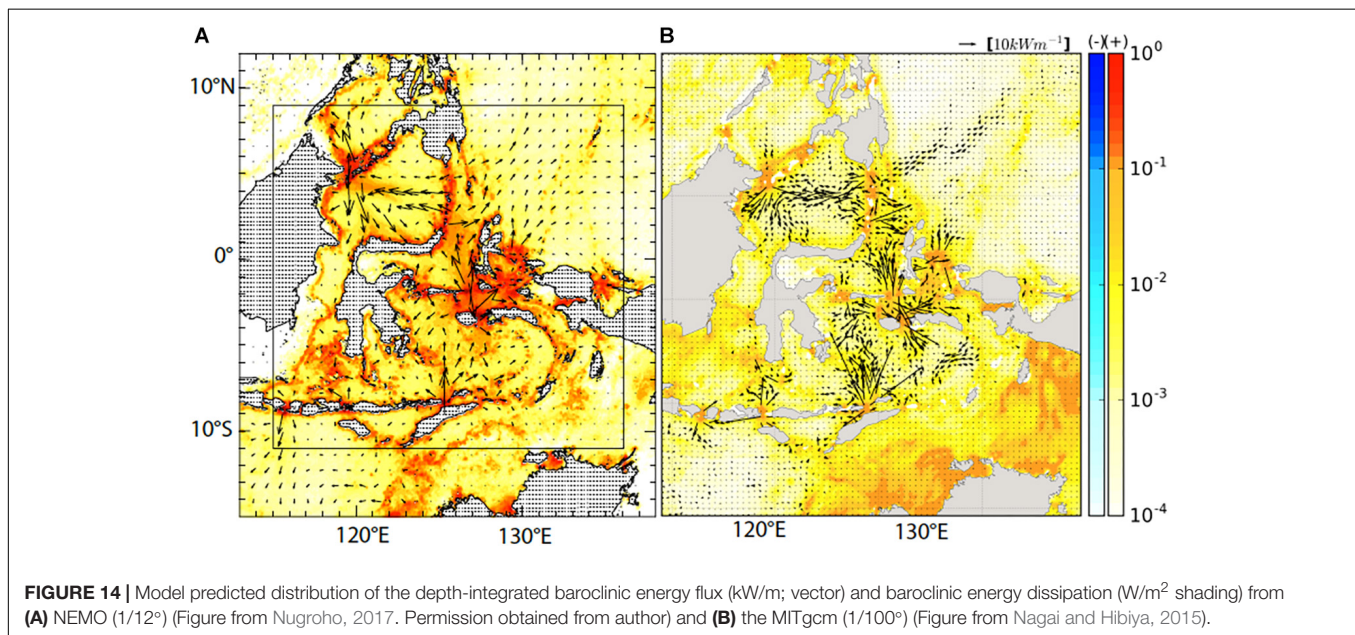 A
B
[10kWm⁻¹]
(-)(+)
10°N
0°
10°S
120°E
130°E
120°E
130°E
10⁰
10⁻¹
10⁻²
10⁻³
10⁻⁴
FIGURE 14 | Model predicted distribution of the depth-integrated baroclinic energy flux (kW/m; vector) and baroclinic energy dissipation (W/m² shading) from
(A) NEMO (1/12°) (Figure from Nugroho, 2017. Permission obtained from author) and (B) the MITgcm (1/100°) (Figure from Nagai and Hibiya, 2015).